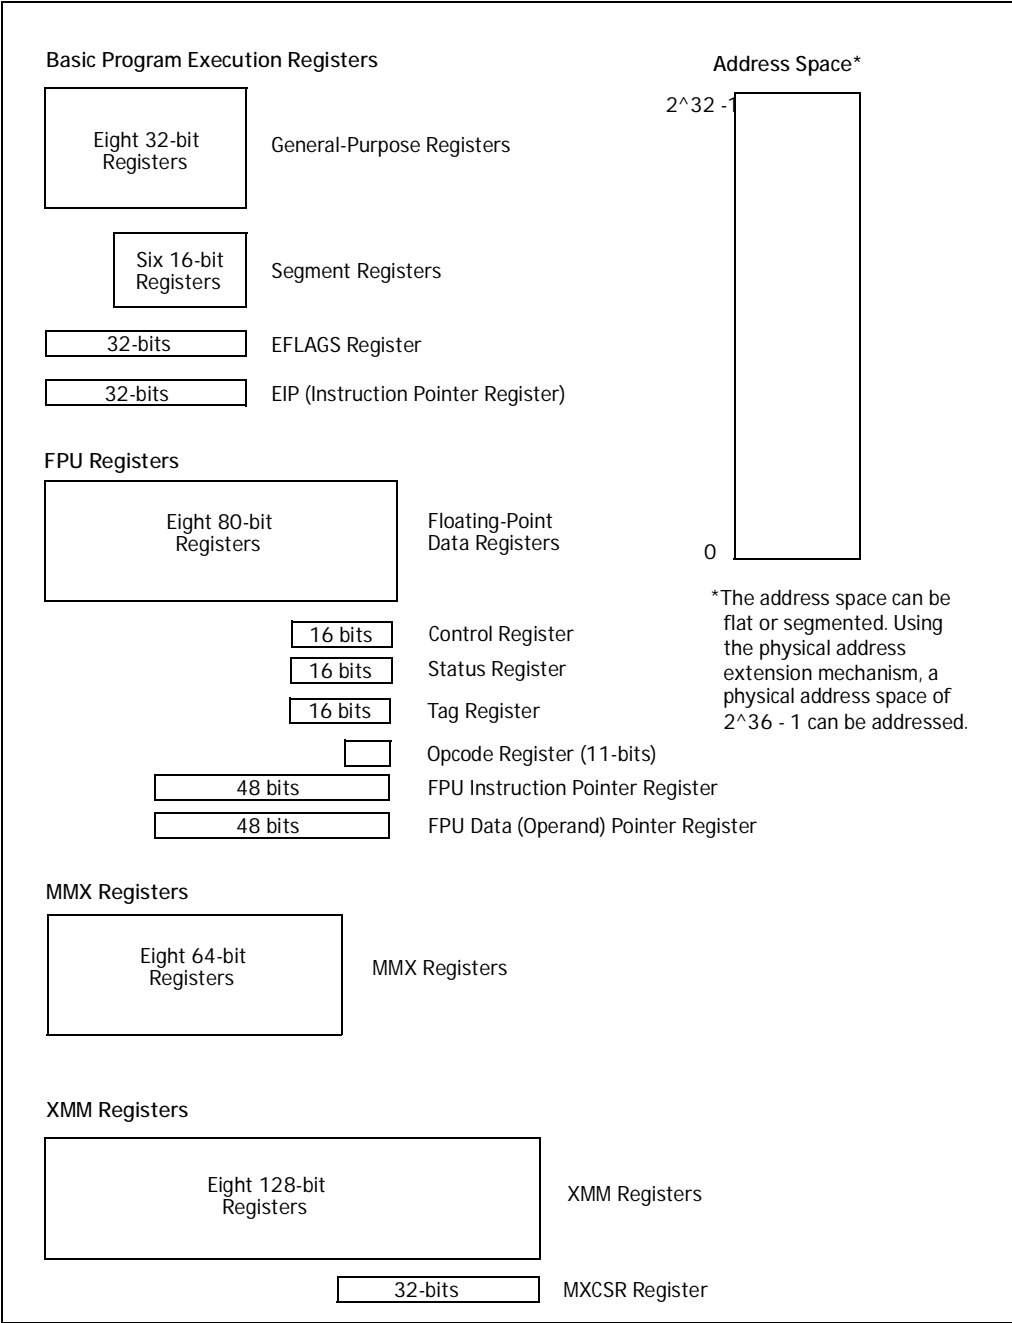 Basic Program Execution Registers
Address Space*
2^32 -1
Eight 32-bit
Registers
General-Purpose Registers
Six 16-bit
Registers
Segment Registers
32-bits
EFLAGS Register
32-bits
EIP (Instruction Pointer Register)
FPU Registers
Eight 80-bit
Registers
Floating-Point
Data Registers
0
*The address space can be
flat or segmented. Using
the physical address
extension mechanism, a
physical address space of
2^36 - 1 can be addressed.
16 bits
Control Register
16 bits
Status Register
16 bits
Tag Register
Opcode Register (11-bits)
48 bits
FPU Instruction Pointer Register
48 bits
FPU Data (Operand) Pointer Register
MMX Registers
Eight 64-bit
Registers
MMX Registers
XMM Registers
Eight 128-bit
Registers
XMM Registers
32-bits
MXCSR Register